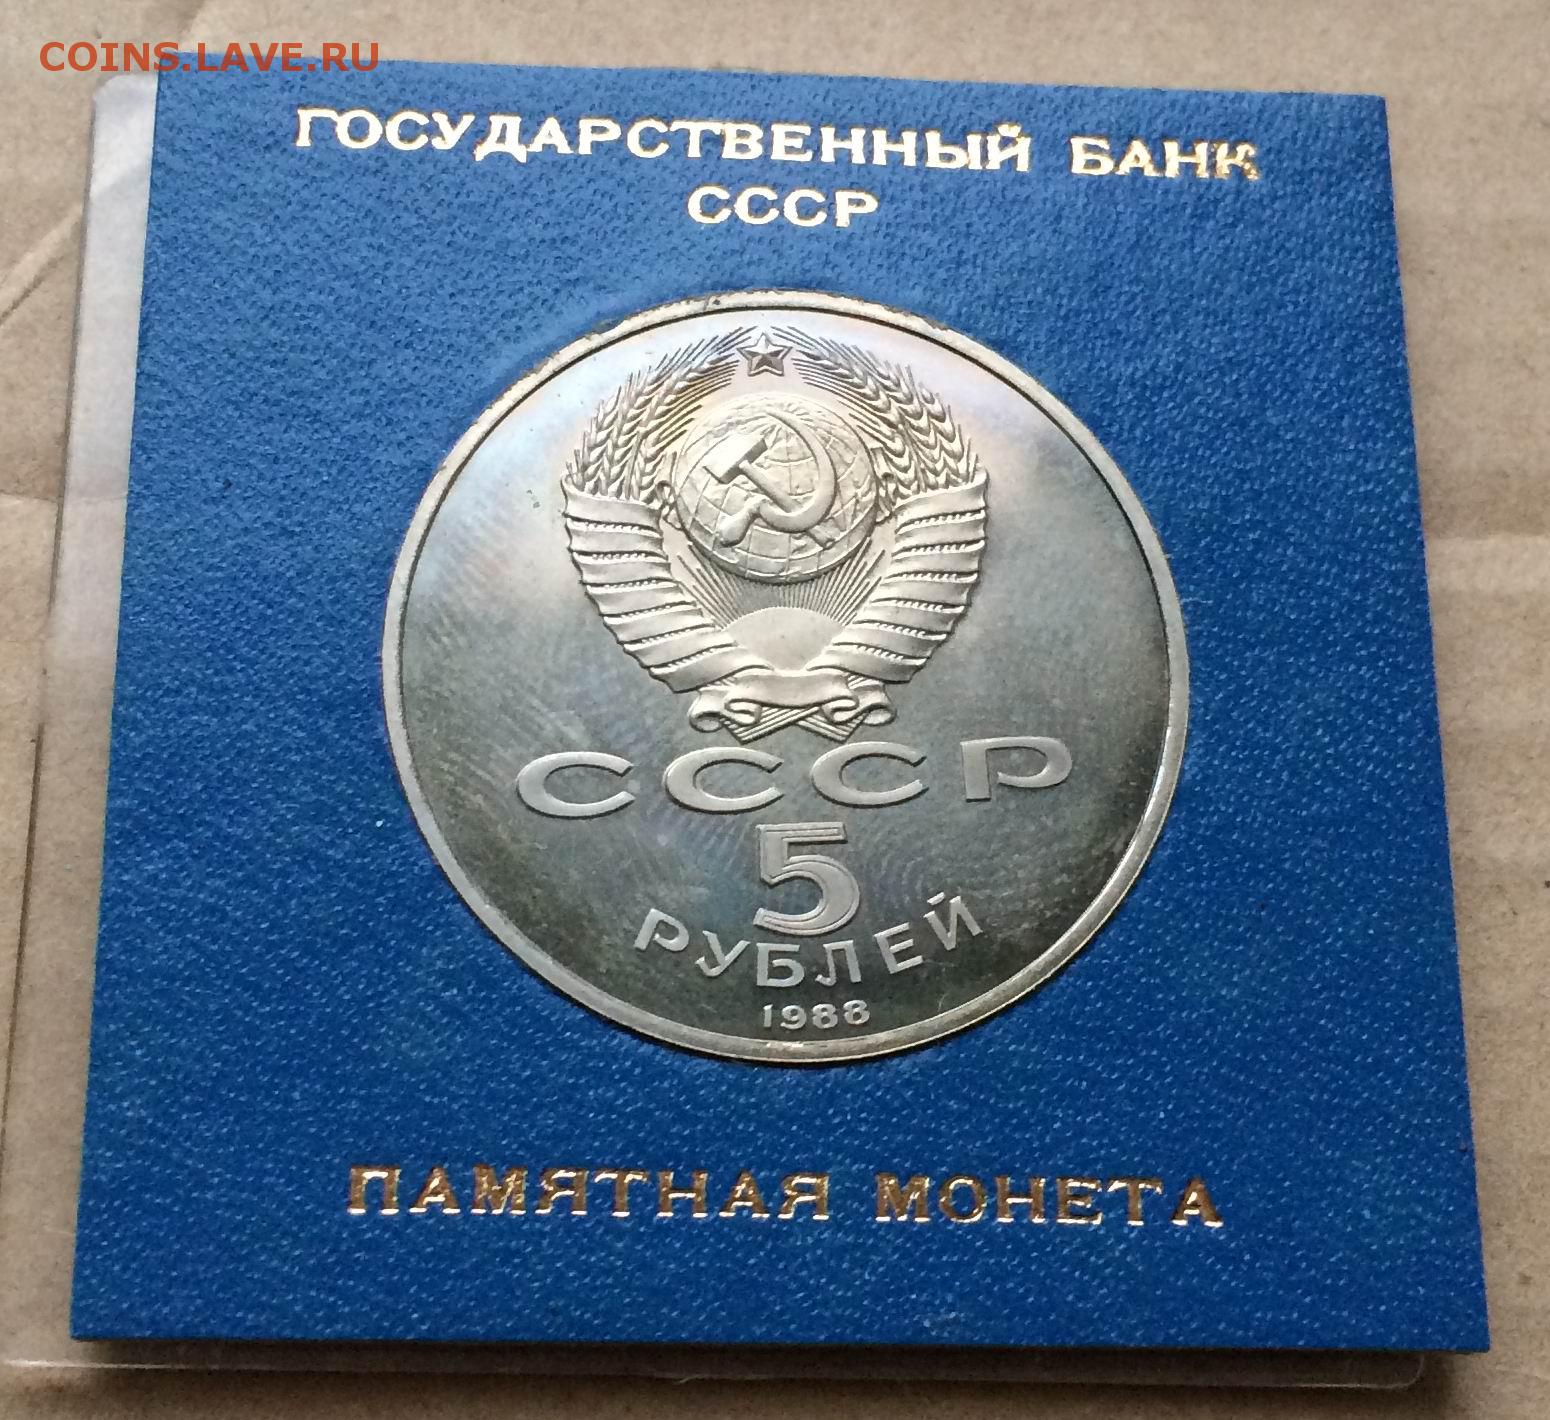 COINS.LAVE.RU
ГОСУДАРСТВЕННЫЙ БАНК
СССР
СССР
5
РУБЛЕЙ
1988
ПАМЯТНАЯ МОНЕТА